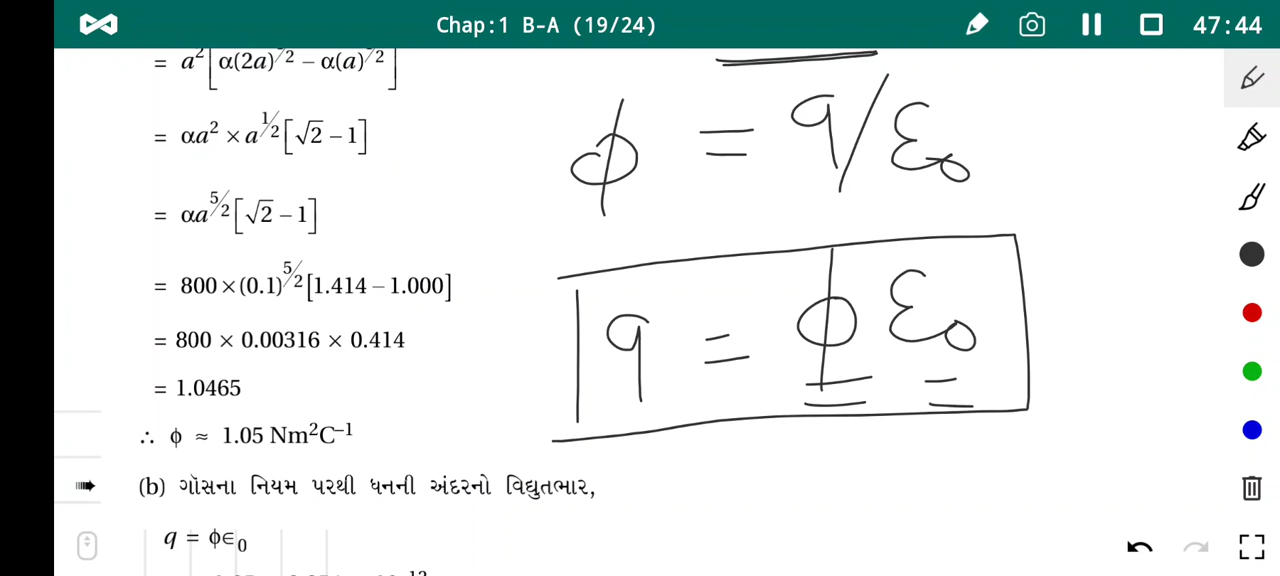 Chap:1 B-A (19/24)
47:44
= a²[α(2a)^1/2 − α(a)^1/2]
= αa² × a^1/2[√2 − 1]
= αa^5/2[√2 − 1]
= 800 × (0.1)^5/2[1.414 − 1.000]
= 800 × 0.00316 × 0.414
= 1.0465
∴ ϕ ≈ 1.05 Nm²C⁻¹
(b) ગૉસના નિયમ પરથી ધનની અંદરનો વિદ્યુતભાર,
q = ϕ∈₀
ϕ = q/ε₀
q = ϕ ε₀